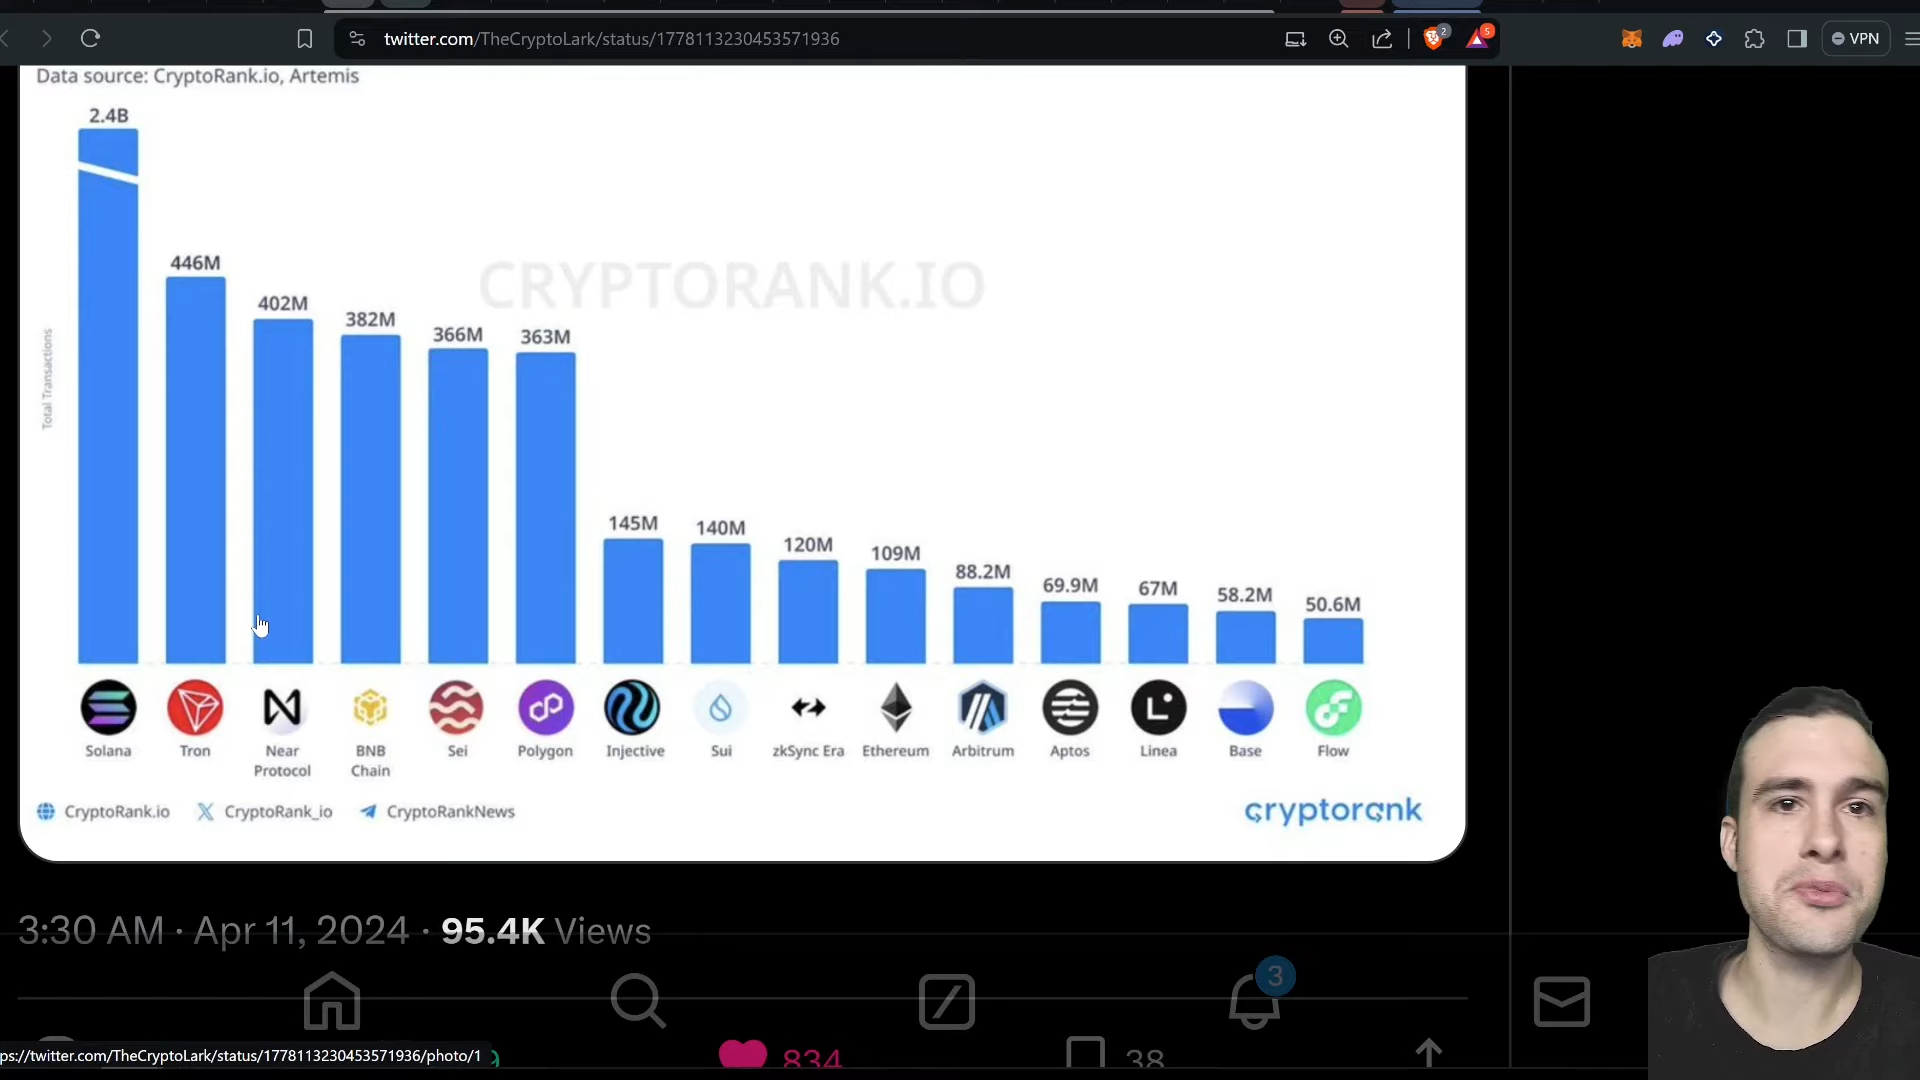 twitter.com/TheCryptoLark/status/1778113230453571936
2
5
VPN
Data source: CryptoRank.io, Artemis
2.4B
446M
402M
382M
366M
363M
145M
140M
120M
109M
88.2M
69.9M
67M
58.2M
50.6M
CRYPTORANK.IO
Total Transactions
Solana
Tron
Near Protocol
BNB Chain
Sei
Polygon
Injective
Sui
zkSync Era
Ethereum
Arbitrum
Aptos
Linea
Base
Flow
CryptoRank.io
CryptoRank_io
CryptoRankNews
cryptorank
3:30 AM · Apr 11, 2024 · 95.4K Views
3
ps://twitter.com/TheCryptoLark/status/1778113230453571936/photo/1
834
38